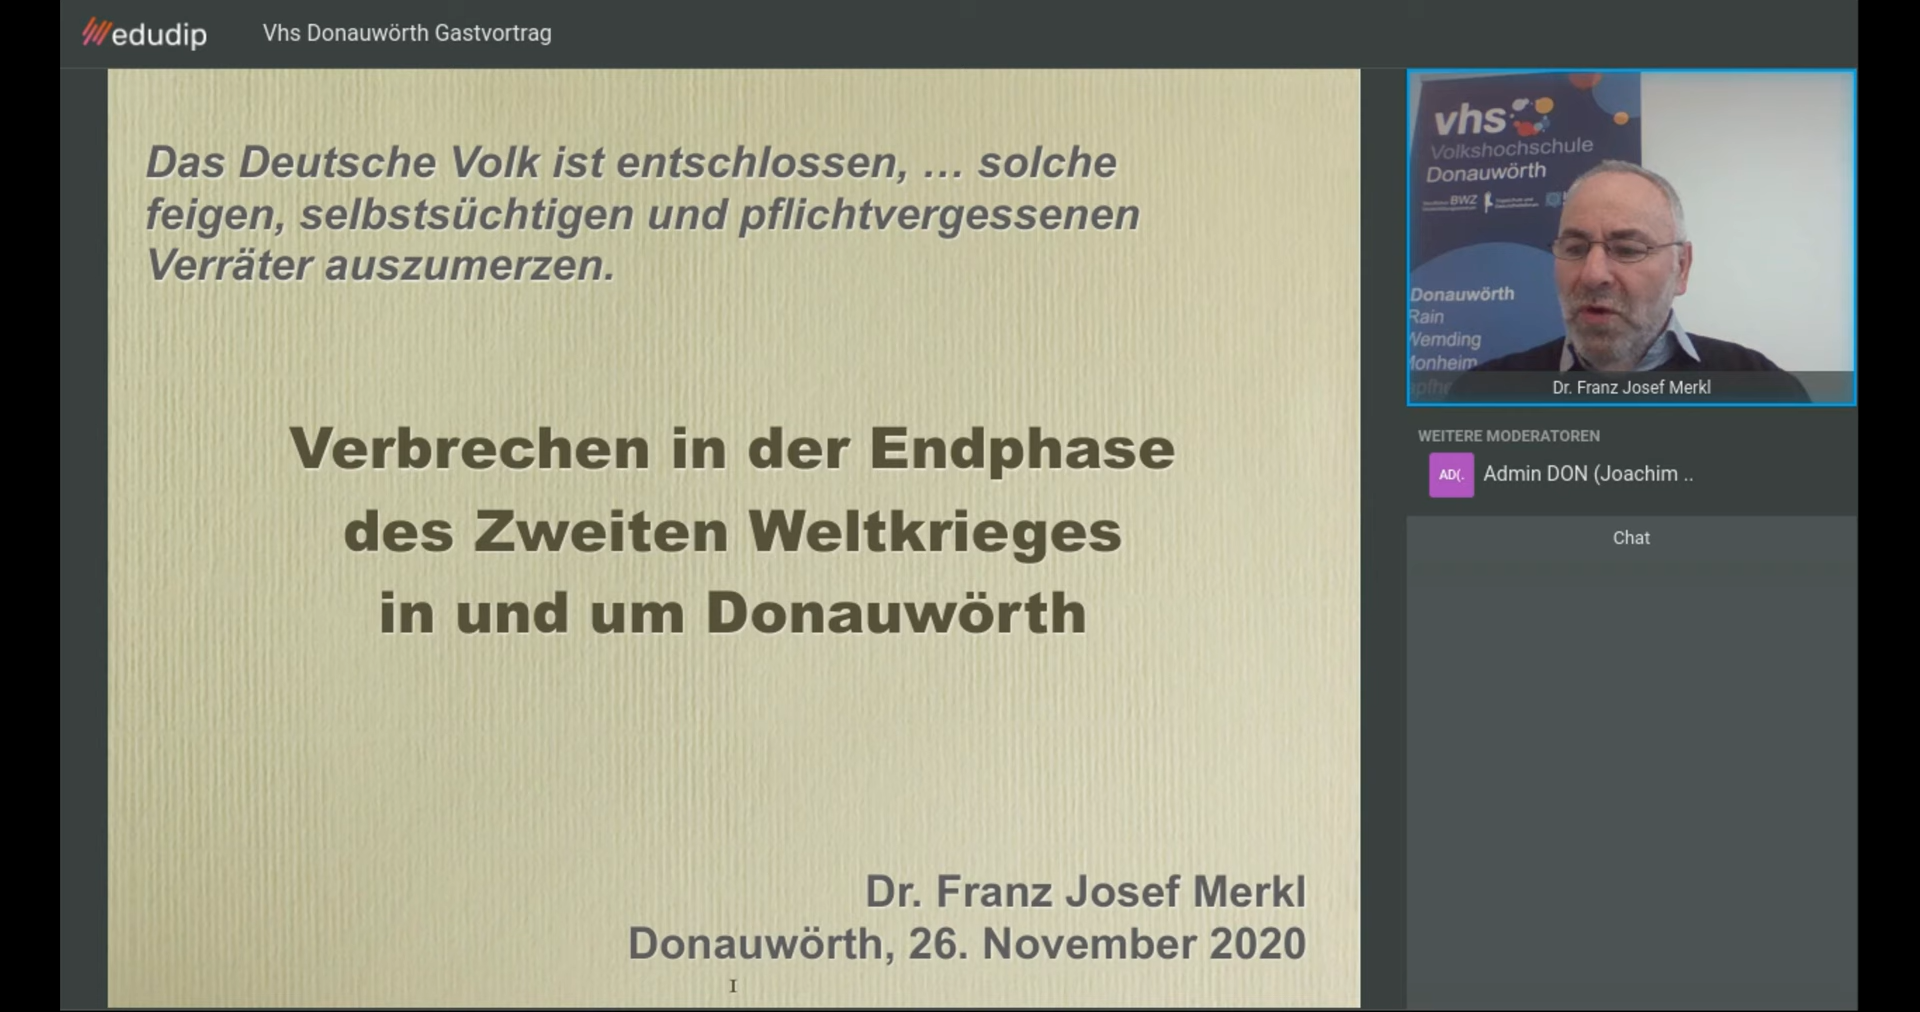 edudip
Vhs Donauwörth Gastvortrag
Das Deutsche Volk ist entschlossen, ... solche
feigen, selbstsüchtigen und pflichtvergessenen
Verräter auszumerzen.
Verbrechen in der Endphase
des Zweiten Weltkrieges
in und um Donauwörth
Dr. Franz Josef Merkl
Donauwörth, 26. November 2020
1
vhs
Volkshochschule
Donauwörth
BWZ
Donauwörth
Rain
Wemding
Monheim
Dr. Franz Josef Merkl
WEITERE MODERATOREN
AD(.
Admin DON (Joachim ..
Chat